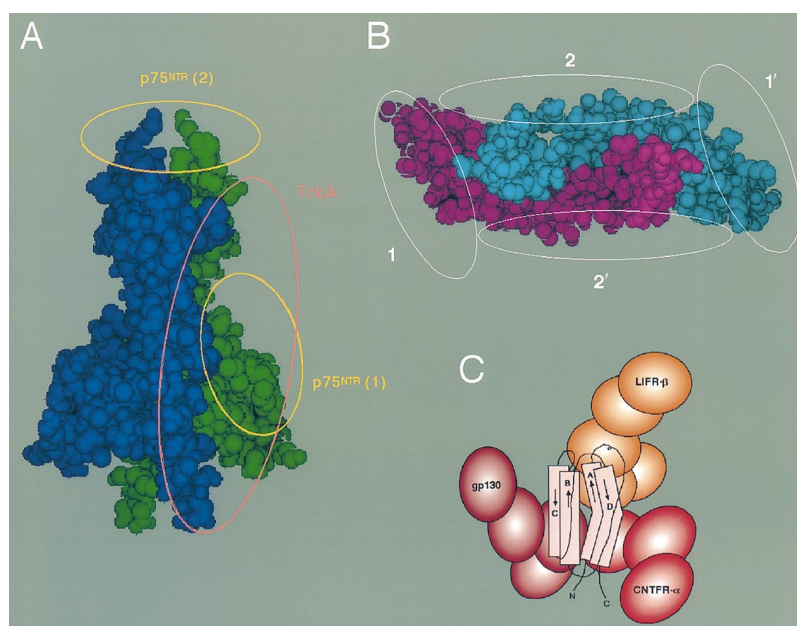 A
p75NTR (2)
TrkA
p75NTR (1)
B
2
1′
1
2′
C
LIFR-β
gp130
A
B
C
D
N
C
CNTFR-α